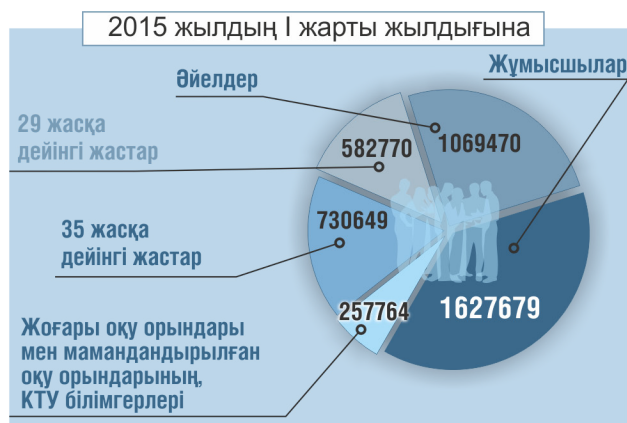 2015 жылдың I жарты жылдығына
Жұмысшылар
Әйелдер
29 жасқа
дейінгі жастар
582770
1069470
35 жасқа
дейінгі жастар
730649
257764
1627679
Жоғары оқу орындары
мен мамандандырылған
оқу орындарының,
КТУ білімгерлері